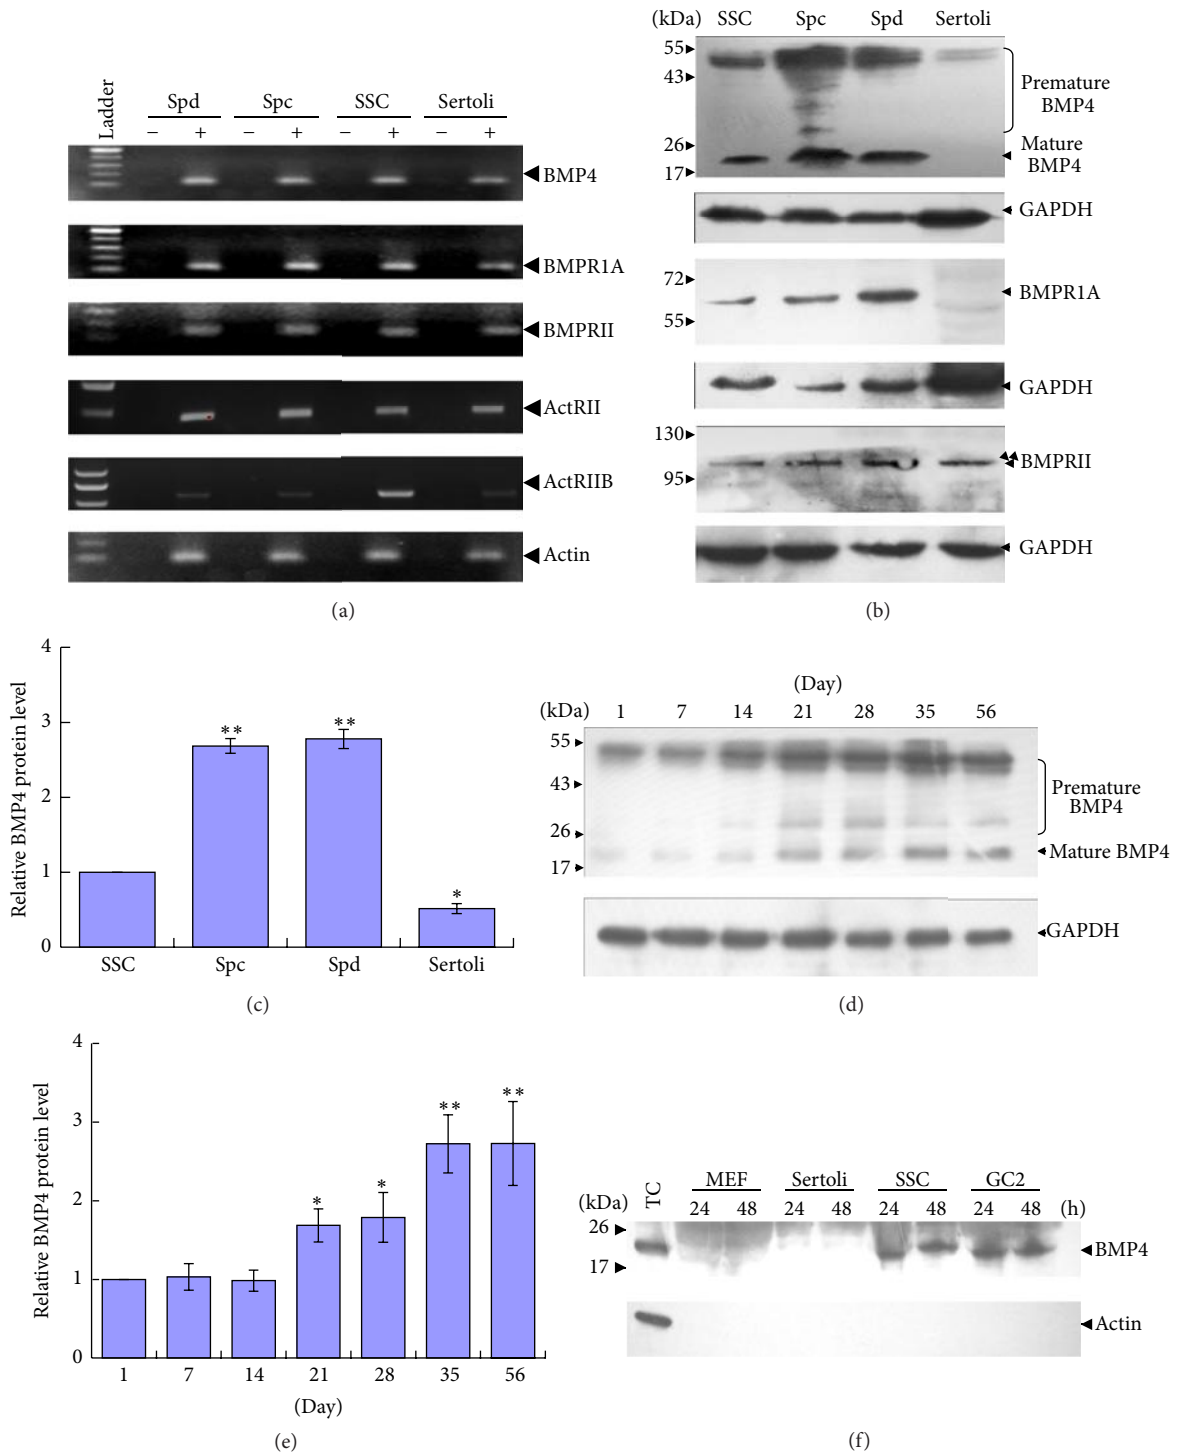 Ladder
Spd Spc SSC Sertoli
− + − + − + − +
BMP4
BMPR1A
BMPRII
ActRII
ActRIIB
Actin
(a)
(kDa) SSC Spc Spd Sertoli
55
43
26
17
Premature
BMP4
Mature
BMP4
GAPDH
72
55
BMPR1A
GAPDH
130
95
BMPRII
GAPDH
(b)
Relative BMP4 protein level
4
3
2
1
0
**
**
*
SSC Spc Spd Sertoli
(c)
(Day)
(kDa) 1 7 14 21 28 35 56
55
43
26
17
Premature
BMP4
Mature BMP4
GAPDH
(d)
Relative BMP4 protein level
4
3
2
1
0
*
*
**
**
1 7 14 21 28 35 56
(Day)
(e)
TC MEF Sertoli SSC GC2
(kDa) 24 48 24 48 24 48 24 48 (h)
26
17
BMP4
Actin
(f)